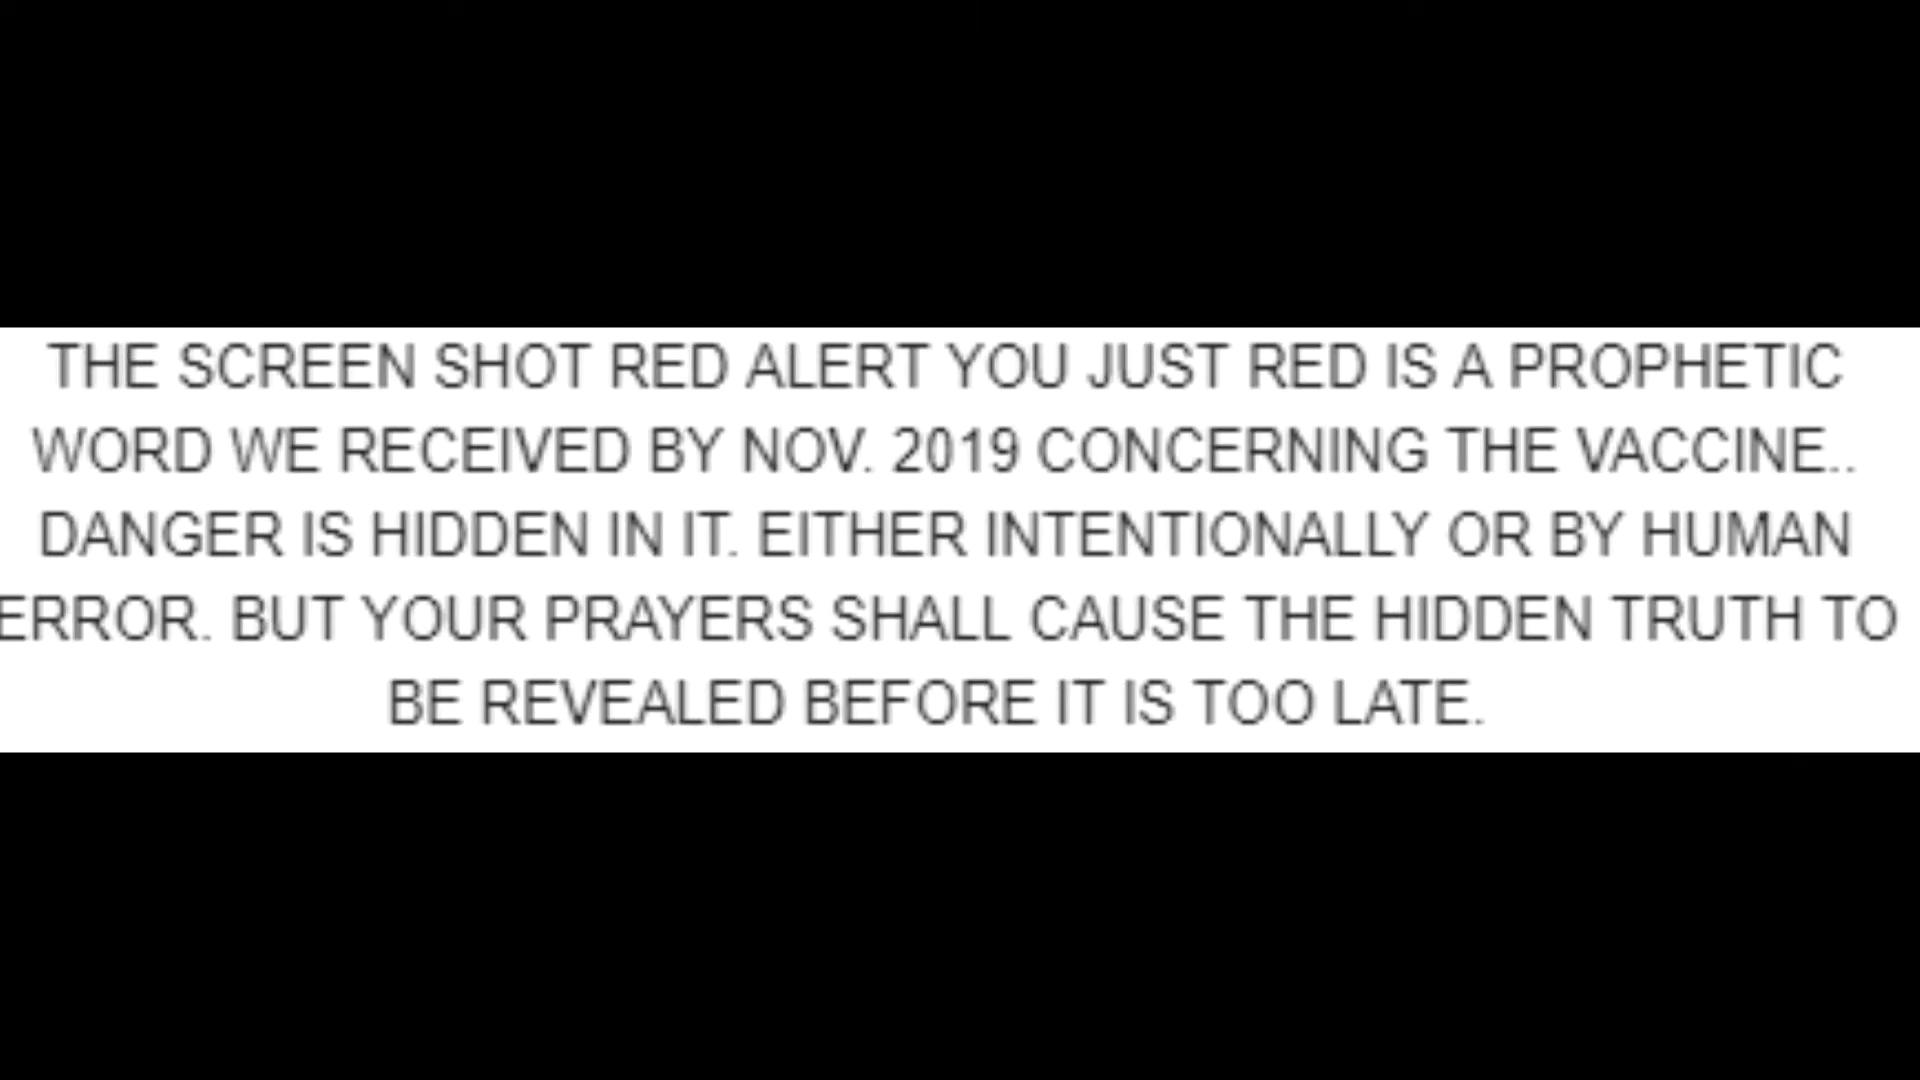 THE SCREEN SHOT RED ALERT YOU JUST RED IS A PROPHETIC
WORD WE RECEIVED BY NOV. 2019 CONCERNING THE VACCINE..
DANGER IS HIDDEN IN IT. EITHER INTENTIONALLY OR BY HUMAN
ERROR. BUT YOUR PRAYERS SHALL CAUSE THE HIDDEN TRUTH TO
BE REVEALED BEFORE IT IS TOO LATE.